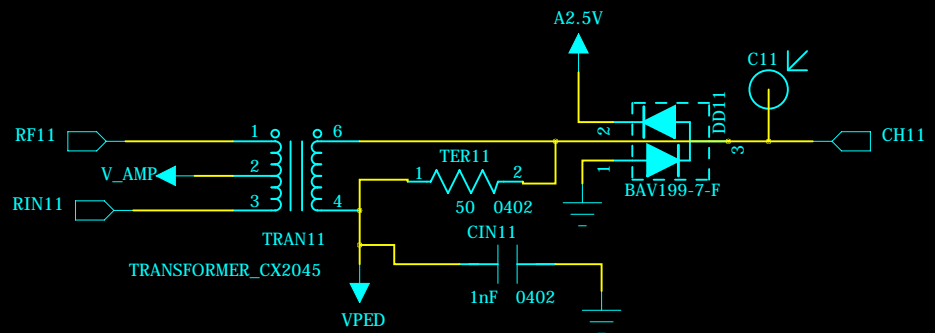 A2.5V
C11
RF11
1
6
2
DD11
3
CH11
V_AMP
2
TER11
1
2
1
BAV199-7-F
RIN11
3
4
50 0402
TRAN11
CIN11
TRANSFORMER_CX2045
1nF 0402
VPED